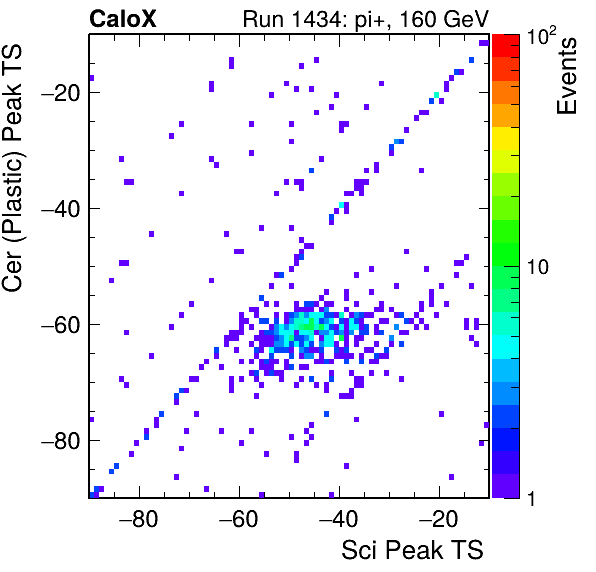 CaloX Run 1434: pi+, 160 GeV
Cer (Plastic) Peak TS
−20
−40
−60
−80
−80 −60 −40 −20
Sci Peak TS
10²
10
1
Events